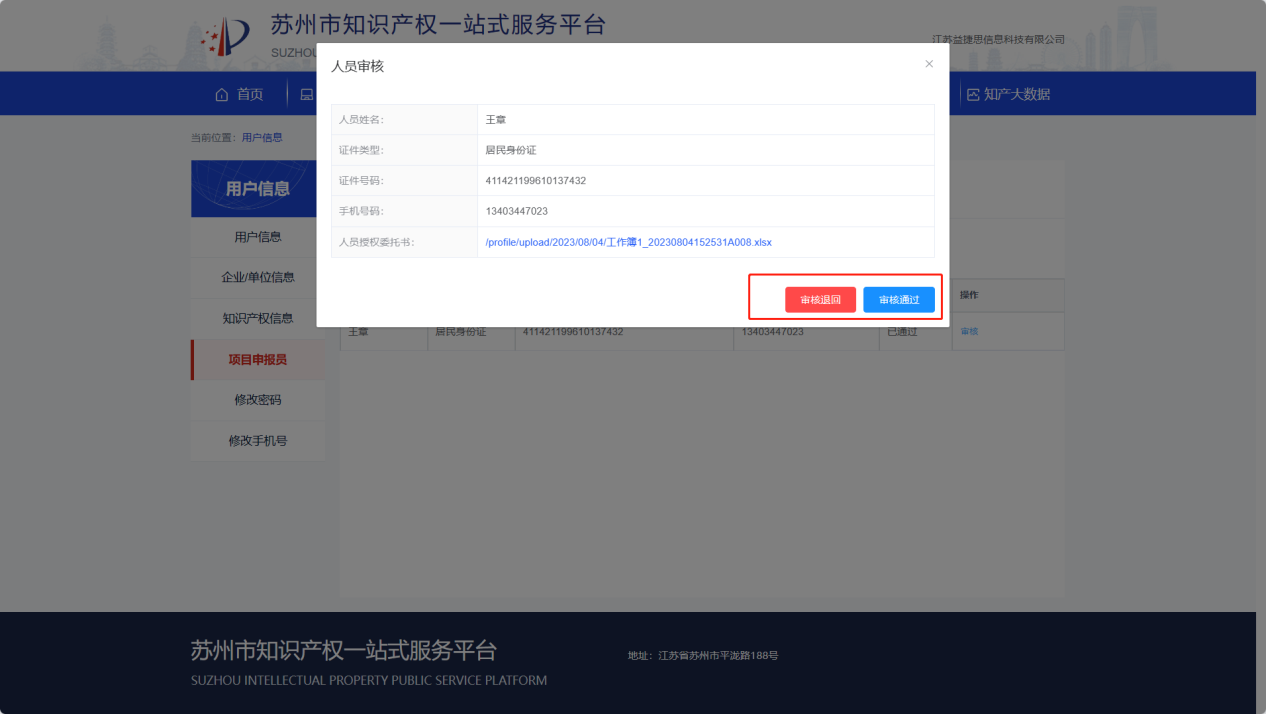 苏州市知识产权一站式服务平台
SUZHOU
江苏益捷思信息科技有限公司
首页
知产大数据
当前位置：用户信息
用户信息
用户信息
企业/单位信息
知识产权信息
项目申报员
修改密码
修改手机号
人员审核
人员姓名： 王章
证件类型： 居民身份证
证件号码： 411421199610137432
手机号码： 13403447023
人员授权委托书： /profile/upload/2023/08/04/工作簿1_20230804152531A008.xlsx
审核退回 审核通过
操作
王章 居民身份证 411421199610137432 13403447023 已通过 审核
苏州市知识产权一站式服务平台
SUZHOU INTELLECTUAL PROPERTY PUBLIC SERVICE PLATFORM
地址：江苏省苏州市平泷路188号